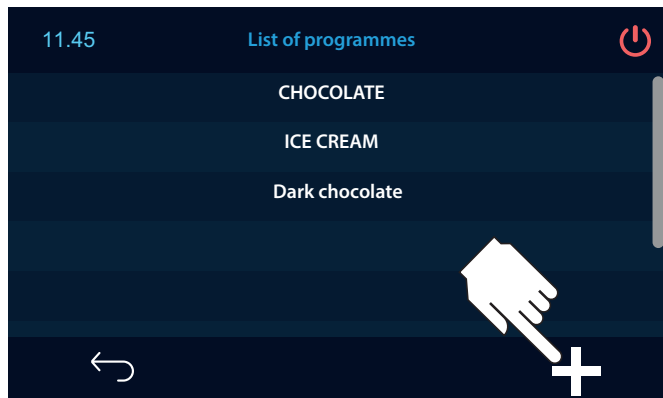 11.45
List of programmes
CHOCOLATE
ICE CREAM
Dark chocolate